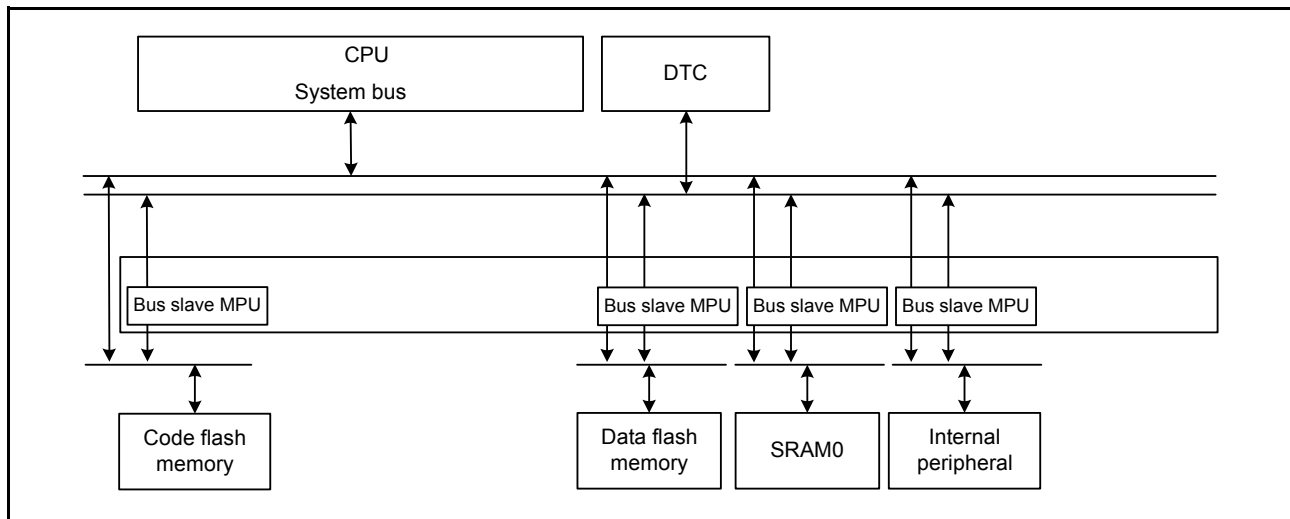 CPU
System bus
DTC
Bus slave MPU
Bus slave MPU
Bus slave MPU
Bus slave MPU
Code flash
memory
Data flash
memory
SRAM0
Internal
peripheral